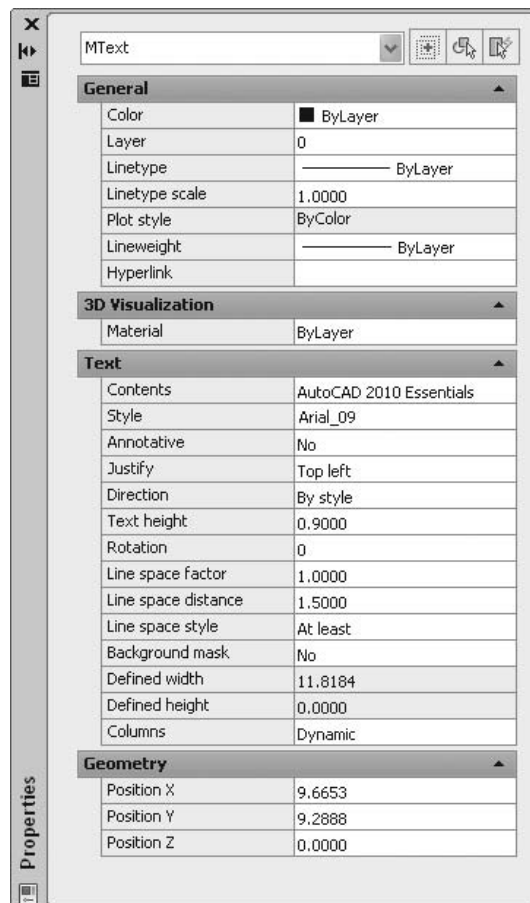 MText
General
Color ByLayer
Layer 0
Linetype ByLayer
Linetype scale 1.0000
Plot style ByColor
Lineweight ByLayer
Hyperlink
3D Visualization
Material ByLayer
Text
Contents AutoCAD 2010 Essentials
Style Arial_09
Annotative No
Justify Top left
Direction By style
Text height 0.9000
Rotation 0
Line space factor 1.0000
Line space distance 1.5000
Line space style At least
Background mask No
Defined width 11.8184
Defined height 0.0000
Columns Dynamic
Geometry
Position X 9.6653
Position Y 9.2888
Position Z 0.0000
Properties